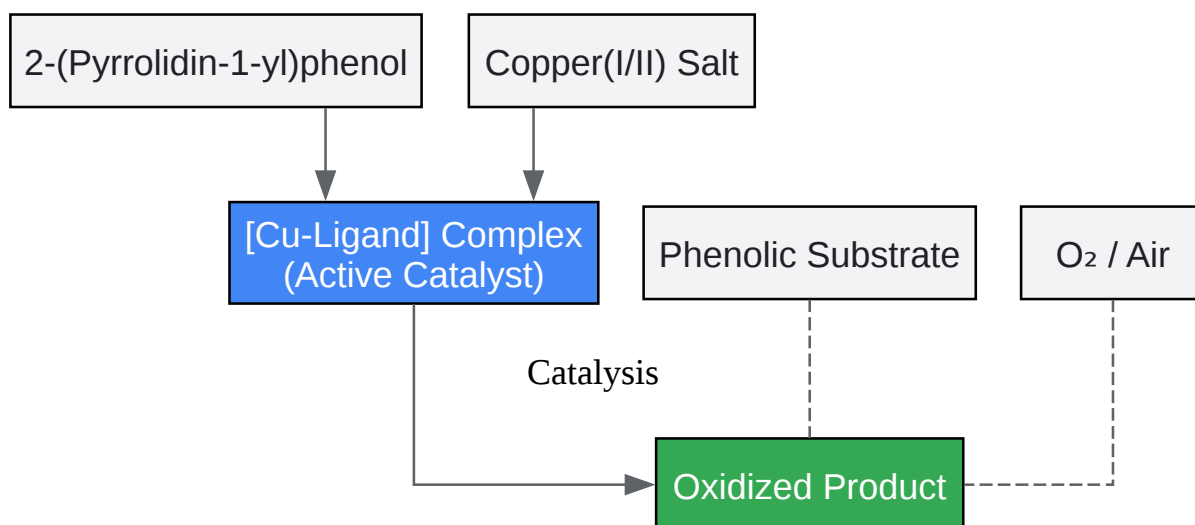 2-(Pyrrolidin-1-yl)phenol
Copper(I/II) Salt
[Cu-Ligand] Complex
(Active Catalyst)
Phenolic Substrate
O₂ / Air
Catalysis
Oxidized Product